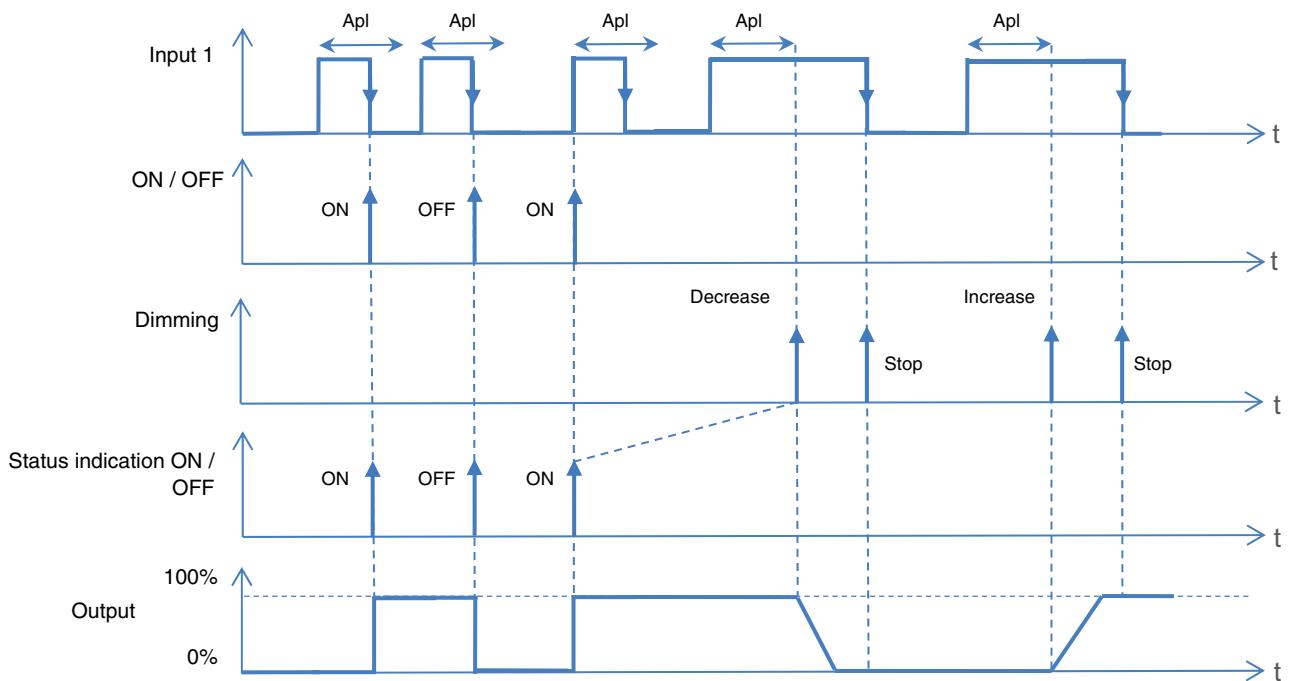 Apl Apl Apl Apl Apl
Input 1
t
ON / OFF
ON OFF ON
t
Decrease Increase
Dimming
Stop Stop
t
Status indication ON /
OFF
ON OFF ON
t
100%
Output
0%
t